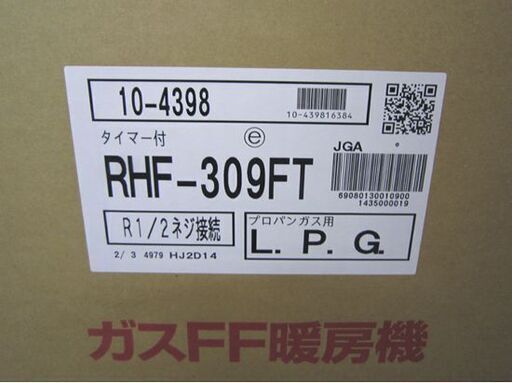 10-4398
10-439816384
タイマー付
e
JGA
RHF-309FT
69080130010900
1435000019
R1/2ネジ接続
プロパンガス用
L.P.G.
2/ 3 4979 HJ2D14
ガスFF暖房機